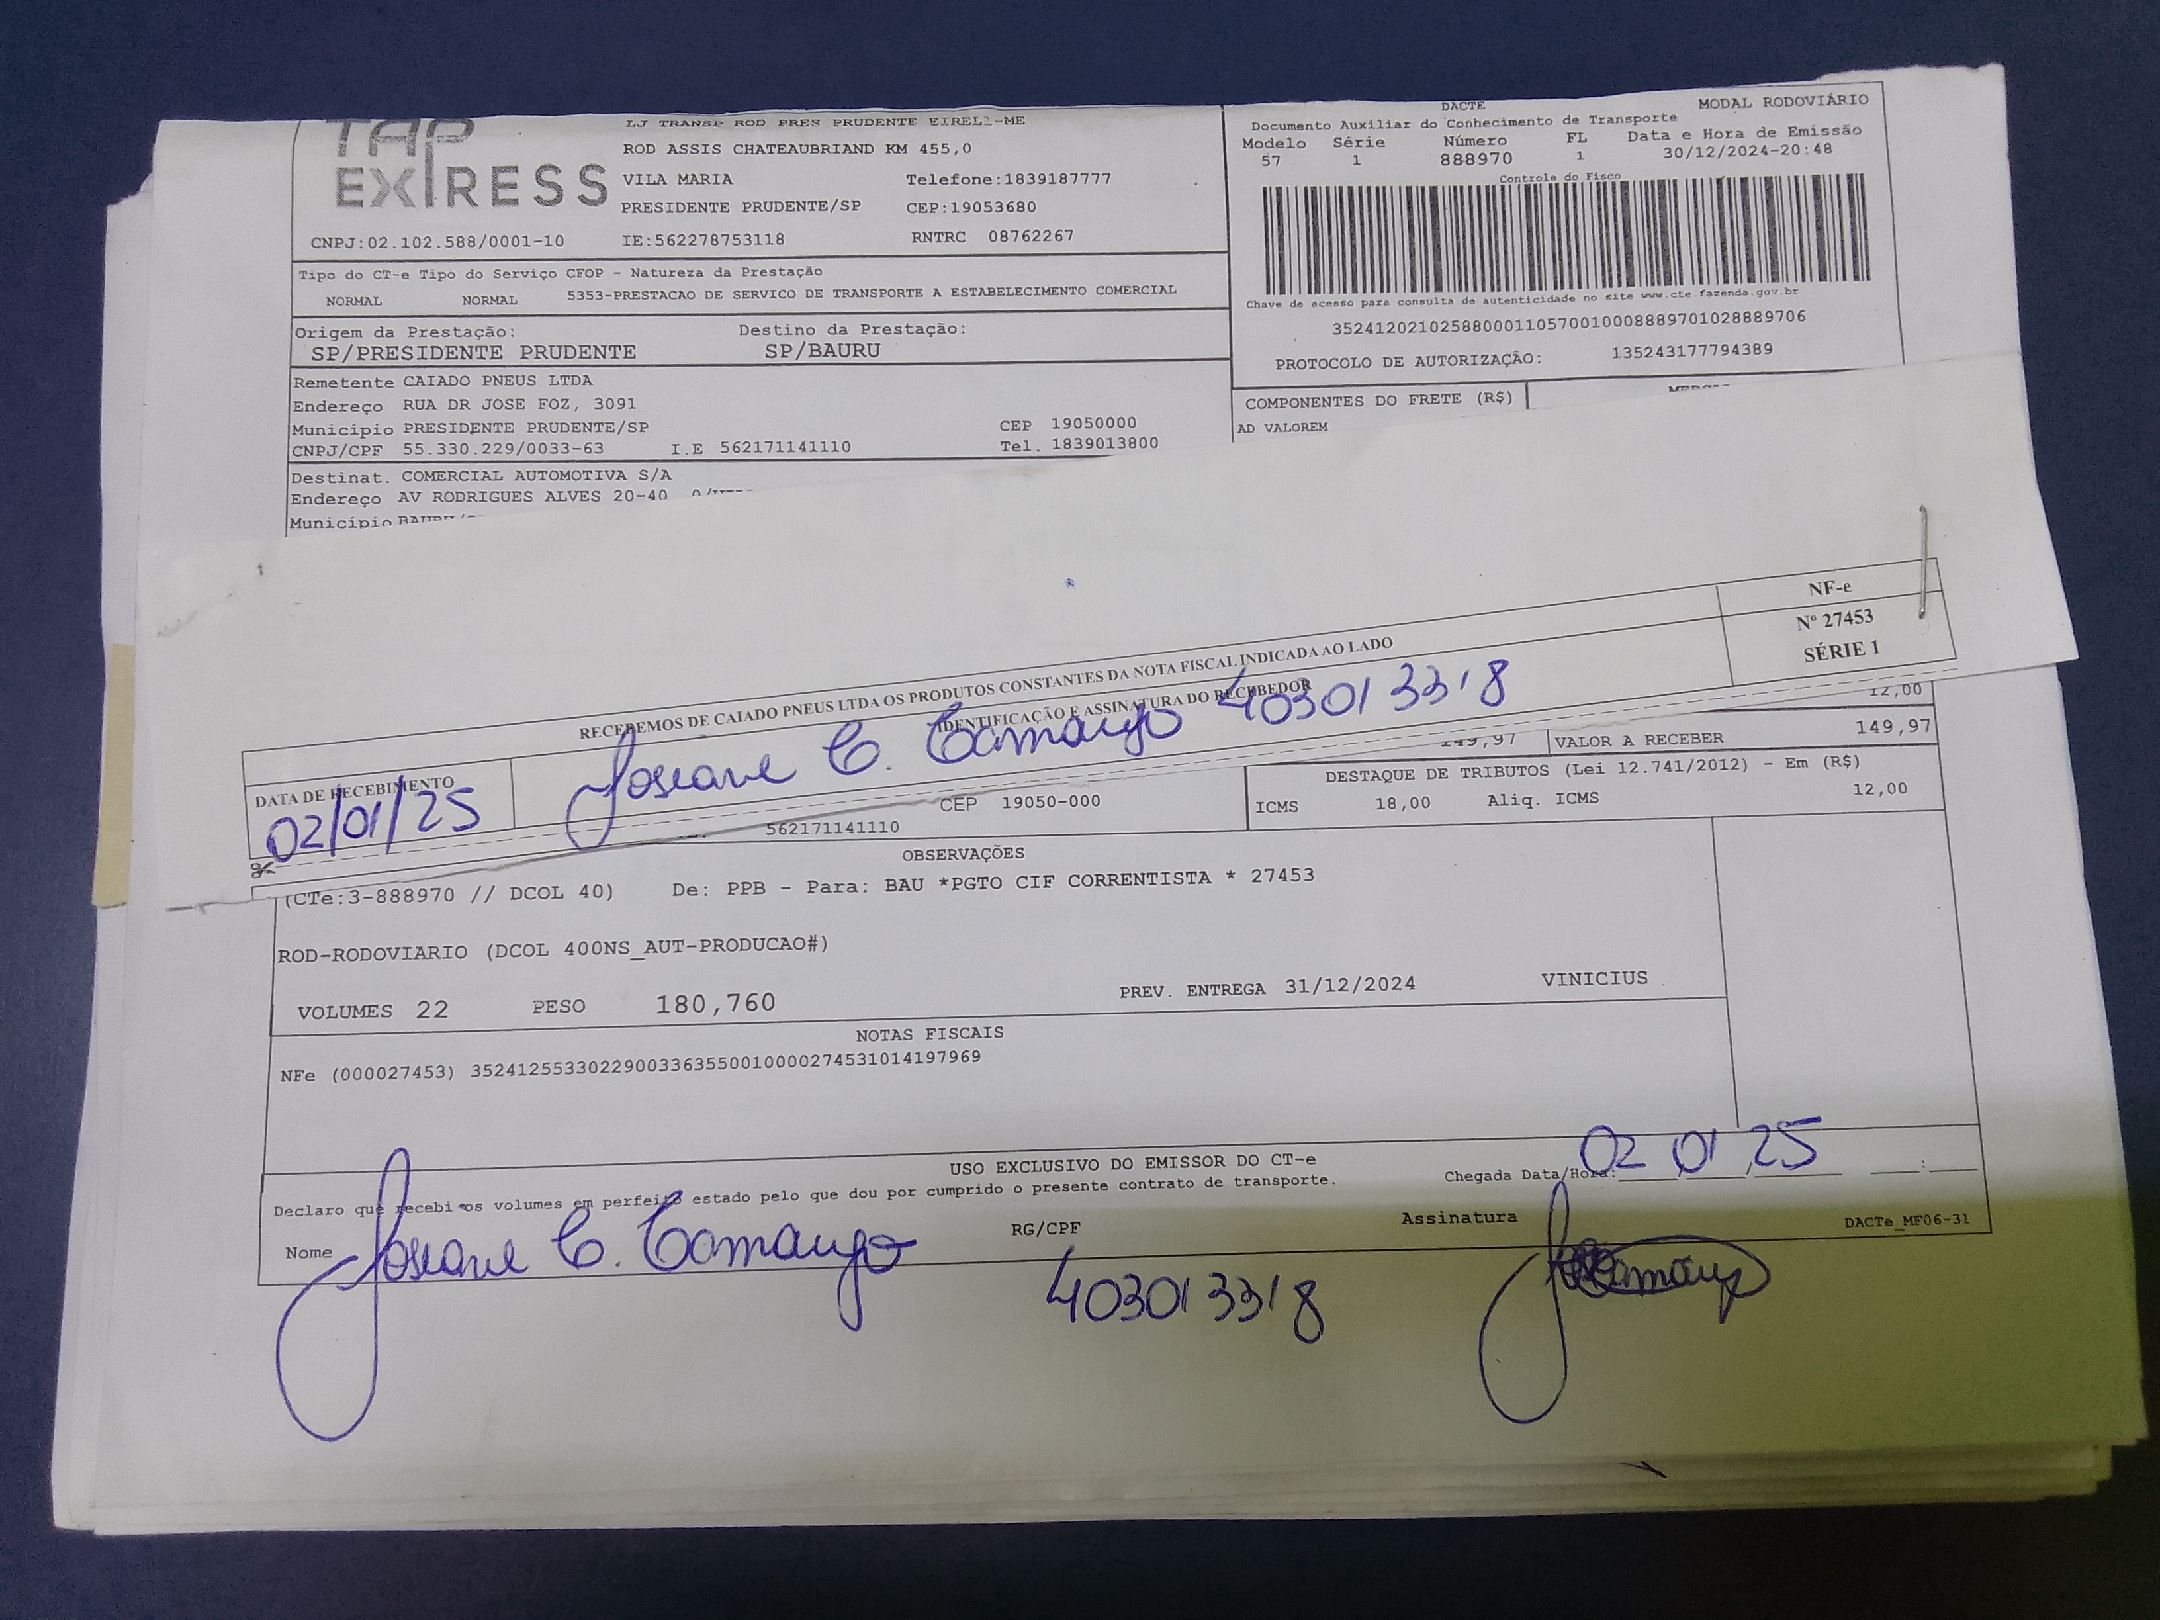 TAP
EXPRESS
LJ TRANSP ROD PRES PRUDENTE EIRELI-ME
ROD ASSIS CHATEAUBRIAND KM 455,0
VILA MARIA Telefone:1839187777
PRESIDENTE PRUDENTE/SP CEP:19053680
CNPJ:02.102.588/0001-10 IE:562278753118 RNTRC 08762267
DACTE MODAL RODOVIÁRIO
Documento Auxiliar do Conhecimento de Transporte
Modelo Série Número FL Data e Hora de Emissão
57 1 888970 1 30/12/2024-20:48
Controle do Fisco
Chave de acesso para consulta de autenticidade no site www.cte.fazenda.gov.br
35241202102588000110570010008889701028889706
PROTOCOLO DE AUTORIZAÇÃO: 135243177794389
Tipo do CT-e Tipo do Serviço CFOP - Natureza da Prestação
NORMAL NORMAL 5353-PRESTACAO DE SERVICO DE TRANSPORTE A ESTABELECIMENTO COMERCIAL
Origem da Prestação: Destino da Prestação:
SP/PRESIDENTE PRUDENTE SP/BAURU
Remetente CAIADO PNEUS LTDA
Endereço RUA DR JOSE FOZ, 3091
Município PRESIDENTE PRUDENTE/SP CEP 19050000
CNPJ/CPF 55.330.229/0033-63 I.E 562171141110 Tel. 1839013800
COMPONENTES DO FRETE (R$)
AD VALOREM
Destinat. COMERCIAL AUTOMOTIVA S/A
Endereço AV RODRIGUES ALVES 20-40
Município BAURU
NF-e
Nº 27453
SÉRIE 1
RECEBEMOS DE CAIADO PNEUS LTDA OS PRODUTOS CONSTANTES DA NOTA FISCAL INDICADA AO LADO
IDENTIFICAÇÃO E ASSINATURA DO RECEBEDOR
Joseane C. Camargo 403013318
DATA DE RECEBIMENTO
02/01/25
12,00
149,97 VALOR A RECEBER 149,97
DESTAQUE DE TRIBUTOS (Lei 12.741/2012) - Em (R$)
ICMS 18,00 Aliq. ICMS 12,00
CEP 19050-000
562171141110
OBSERVAÇÕES
(CTe:3-888970 // DCOL 40) De: PPB - Para: BAU *PGTO CIF CORRENTISTA * 27453
ROD-RODOVIARIO (DCOL 400NS_AUT-PRODUCAO#)
VOLUMES 22 PESO 180,760 PREV. ENTREGA 31/12/2024 VINICIUS
NOTAS FISCAIS
NFe (000027453) 35241255330229003363550010000274531014197969
USO EXCLUSIVO DO EMISSOR DO CT-e
Declaro que recebi os volumes em perfeito estado pelo que dou por cumprido o presente contrato de transporte.
Chegada Data/Hora: 02/01/25 :
Nome Joseane C. Camargo RG/CPF 403013318 Assinatura
DACTe_MF06-31